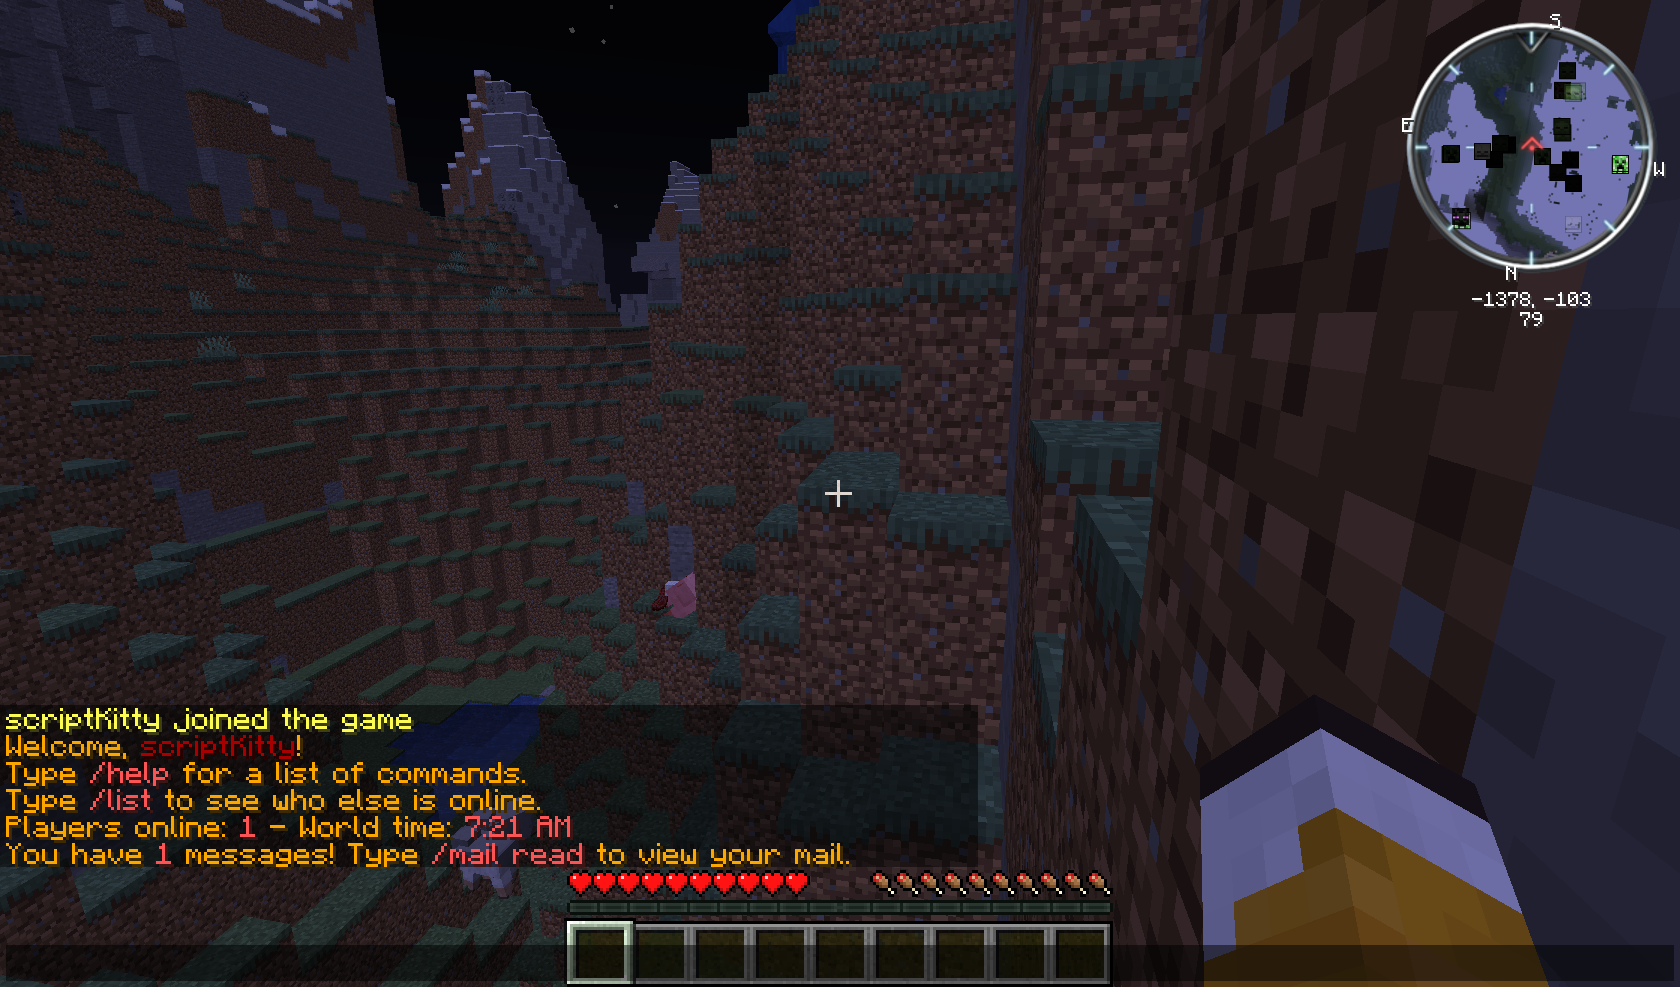 S
E
W
N
-1378, -103
79
scriptKitty joined the game
Welcome, scriptKitty!
Type /help for a list of commands.
Type /list to see who else is online.
Players online: 1 - World time: 7:21 AM
You have 1 messages! Type /mail read to view your mail.